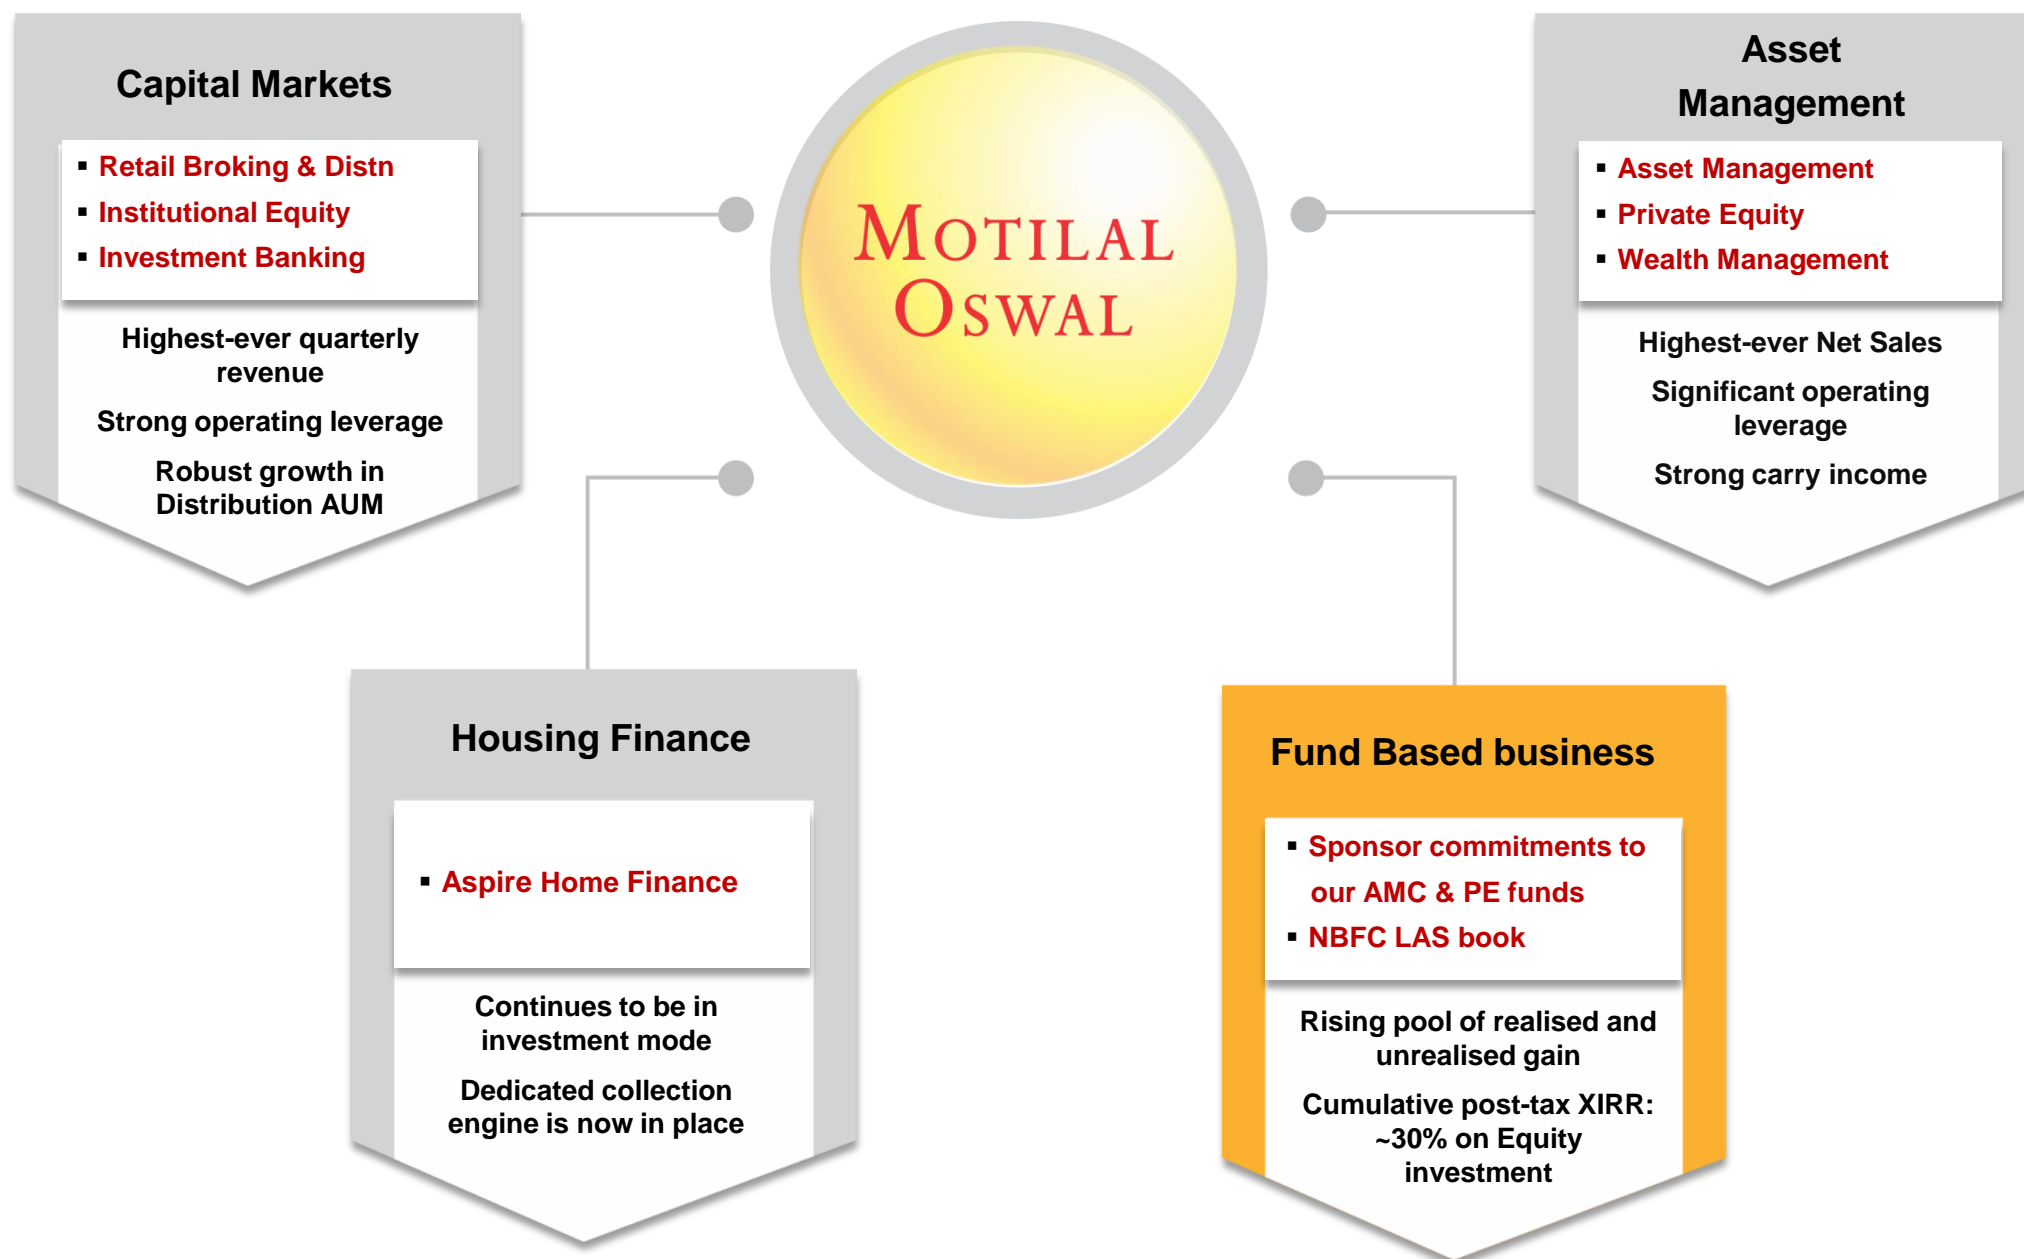 Capital Markets
▪ Retail Broking & Distn
▪ Institutional Equity
▪ Investment Banking
Highest-ever quarterly
revenue
Strong operating leverage
Robust growth in
Distribution AUM
MOTILAL
OSWAL
Asset
Management
▪ Asset Management
▪ Private Equity
▪ Wealth Management
Highest-ever Net Sales
Significant operating
leverage
Strong carry income
Housing Finance
▪ Aspire Home Finance
Continues to be in
investment mode
Dedicated collection
engine is now in place
Fund Based business
▪ Sponsor commitments to
our AMC & PE funds
▪ NBFC LAS book
Rising pool of realised and
unrealised gain
Cumulative post-tax XIRR:
~30% on Equity
investment